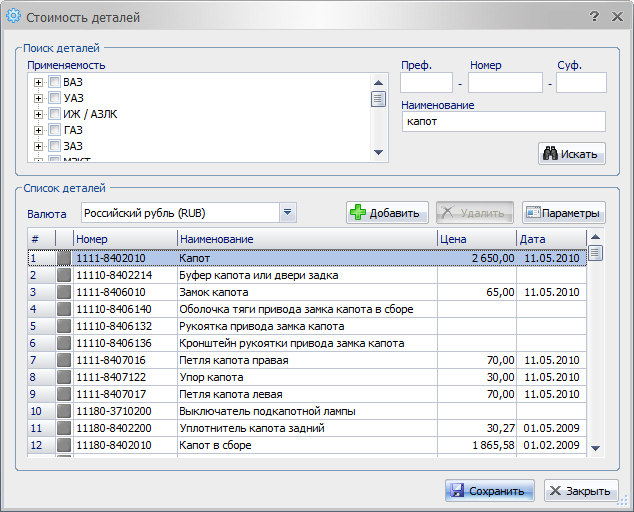 Стоимость деталей
Поиск деталей
Применяемость
ВАЗ
УАЗ
ИЖ / АЗЛК
ГАЗ
ЗАЗ
Преф. Номер Суф.
- -
Наименование
капот
Искать
Список деталей
Валюта Российский рубль (RUB) Добавить Удалить Параметры
# Номер Наименование Цена Дата
1 1111-8402010 Капот 2 650,00 11.05.2010
2 11110-8402214 Буфер капота или двери задка
3 1111-8406010 Замок капота 65,00 11.05.2010
4 11110-8406140 Оболочка тяги привода замка капота в сборе
5 11110-8406132 Рукоятка привода замка капота
6 11110-8406136 Кронштейн рукоятки привода замка капота
7 1111-8407016 Петля капота правая 70,00 11.05.2010
8 1111-8407122 Упор капота 30,00 11.05.2010
9 1111-8407017 Петля капота левая 70,00 11.05.2010
10 11180-3710200 Выключатель подкапотной лампы
11 11180-8402200 Уплотнитель капота задний 30,27 01.05.2009
12 11180-8402010 Капот в сборе 1 865,58 01.02.2009
Сохранить Закрыть